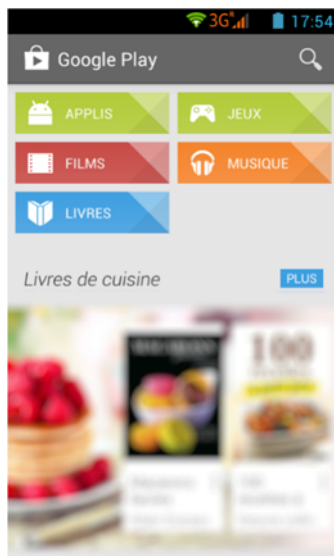 3G 17:54
Google Play
APPLIS JEUX
FILMS MUSIQUE
LIVRES
Livres de cuisine PLUS
100